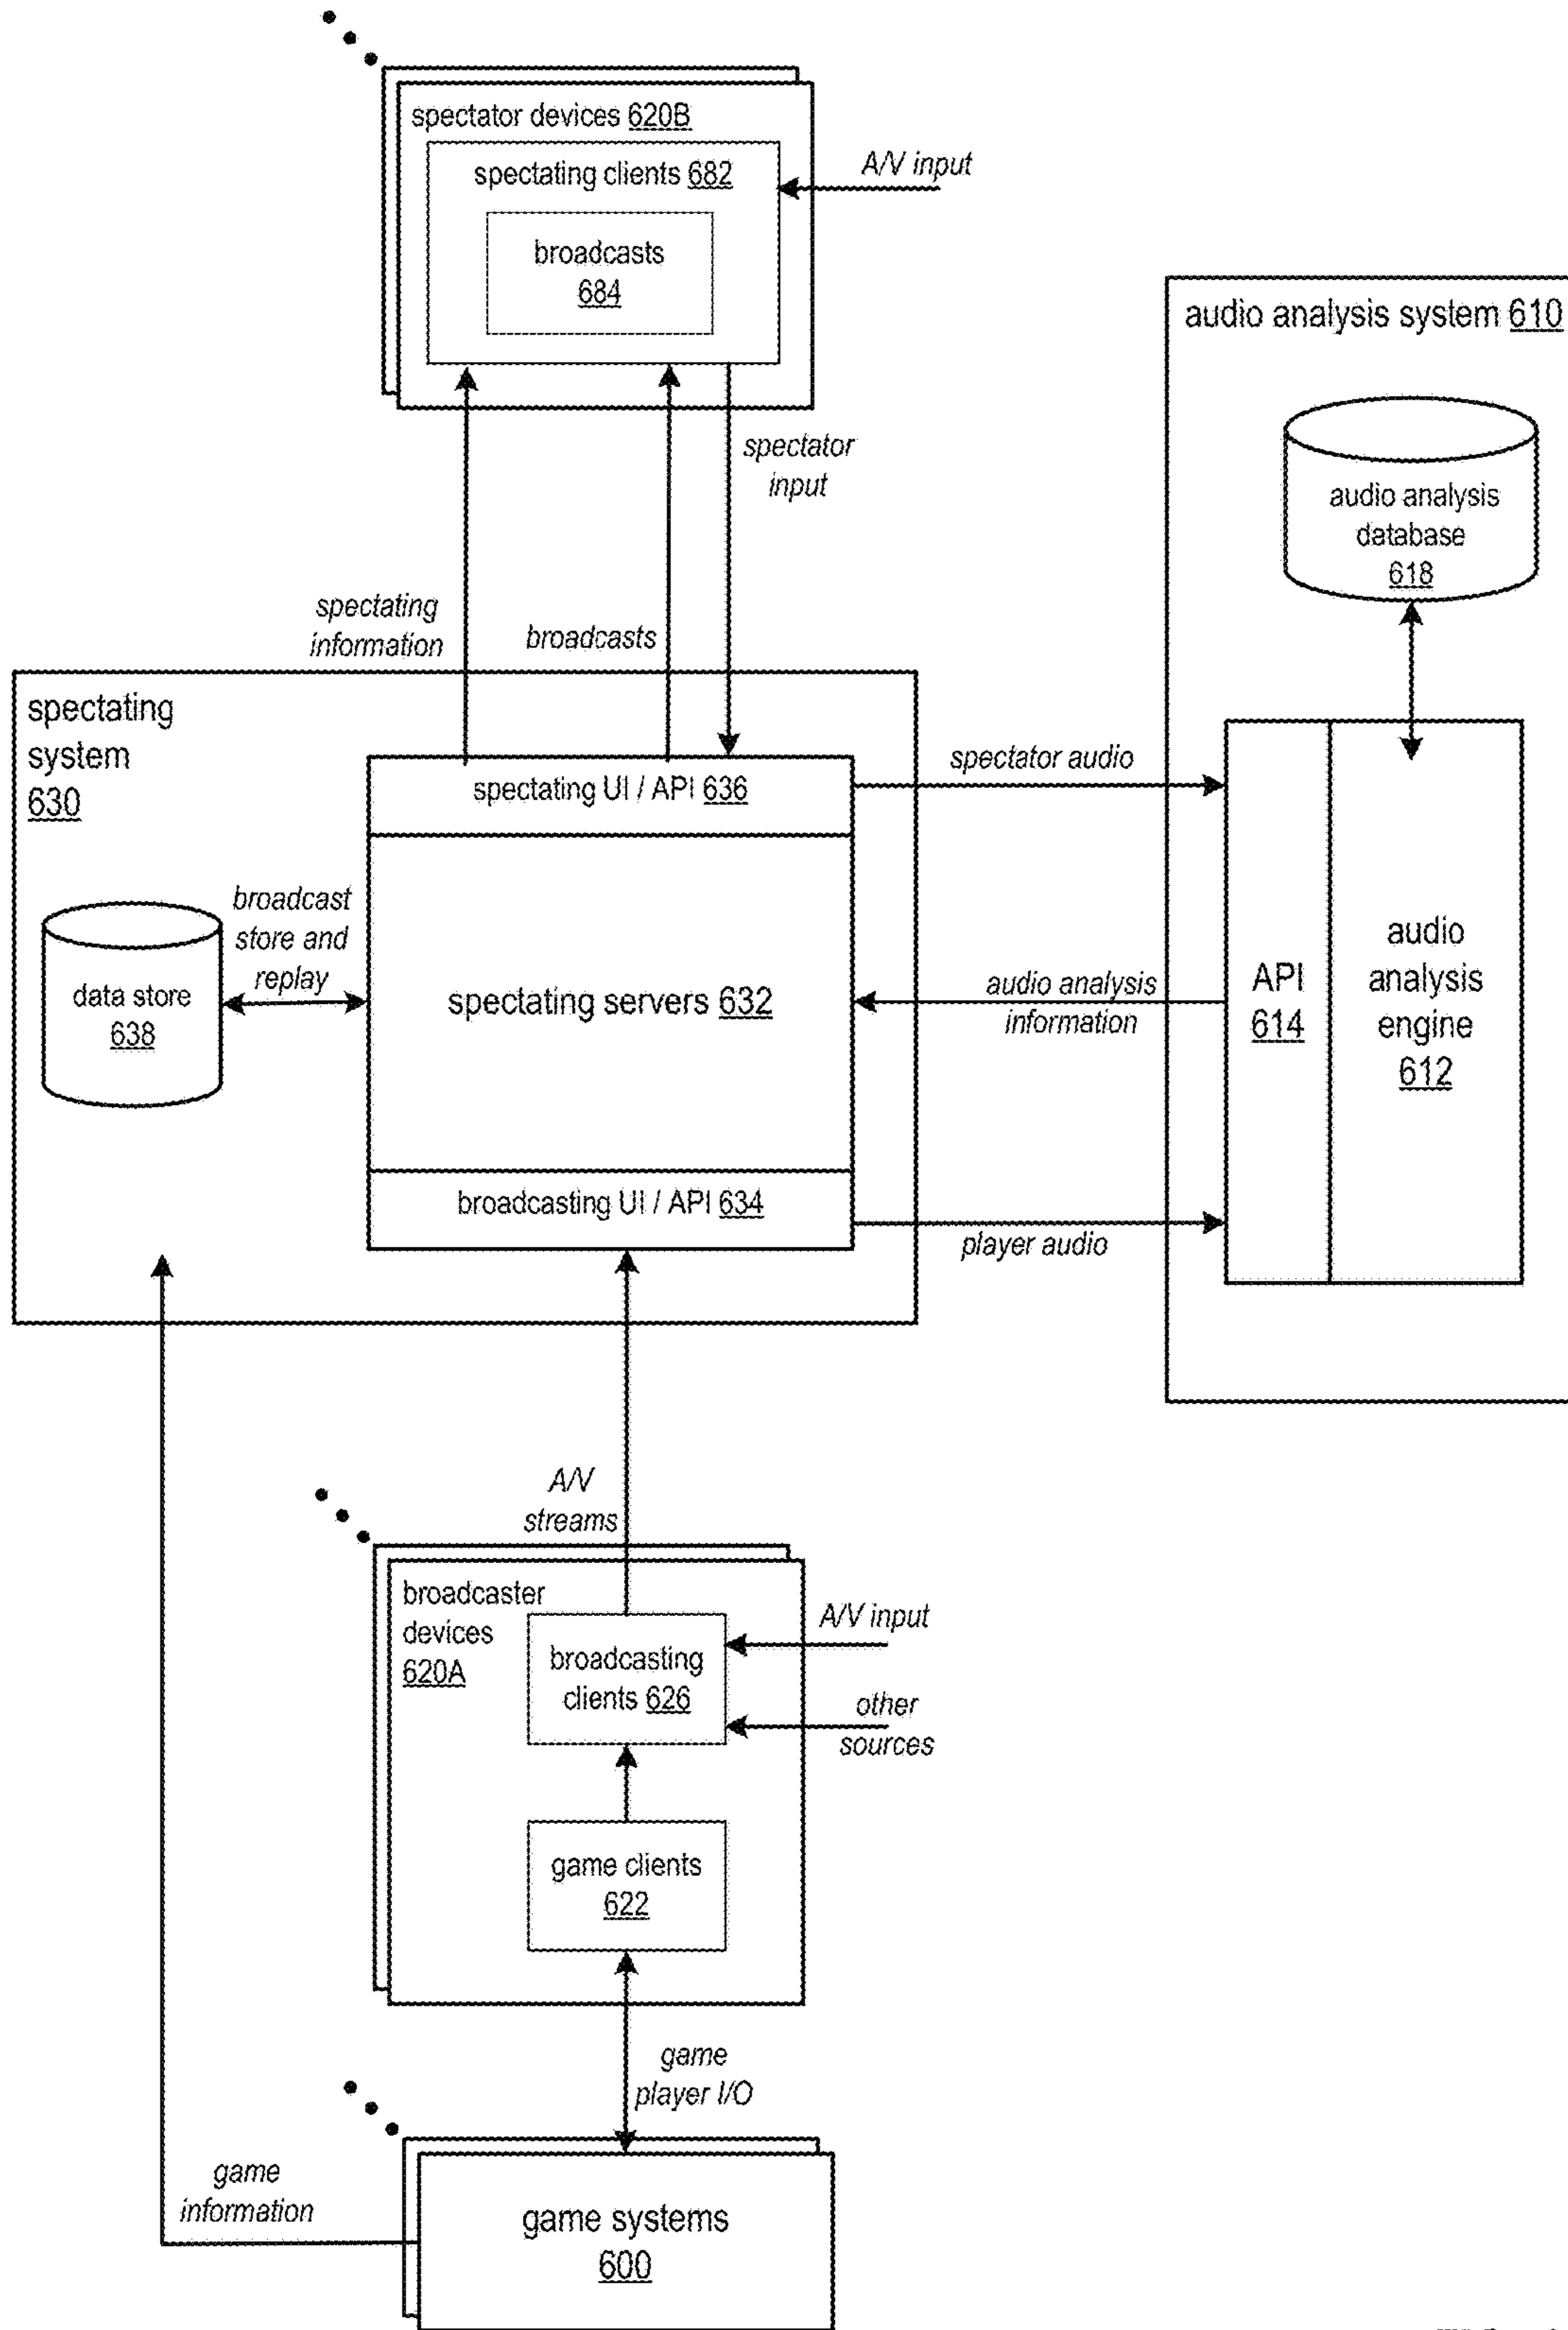 spectator devices 620B
spectating clients 682
A/V input
broadcasts
684
audio analysis system 610
spectator
input
audio analysis
database
618
spectating
information
broadcasts
spectating
system
630
spectating UI / API 636
spectator audio
broadcast
store and
replay
data store
638
spectating servers 632
audio analysis
information
API
614
audio
analysis
engine
612
broadcasting UI / API 634
player audio
A/V
streams
broadcaster
devices
620A
A/V input
broadcasting
clients 626
other
sources
game clients
622
game
player I/O
game
information
game systems
600